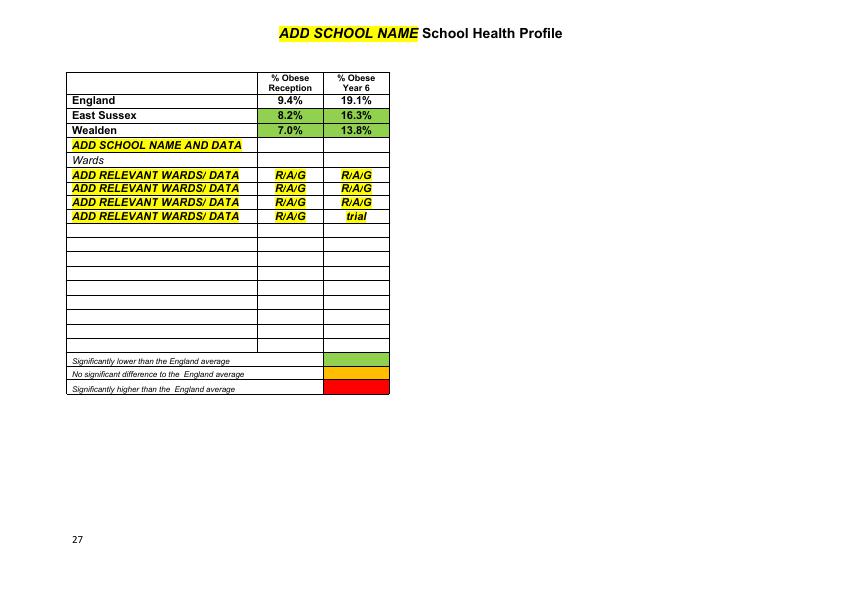 ADD SCHOOL NAME School Health Profile
% Obese Reception % Obese Year 6
England 9.4% 19.1%
East Sussex 8.2% 16.3%
Wealden 7.0% 13.8%
ADD SCHOOL NAME AND DATA
Wards
ADD RELEVANT WARDS/ DATA R/A/G R/A/G
ADD RELEVANT WARDS/ DATA R/A/G R/A/G
ADD RELEVANT WARDS/ DATA R/A/G R/A/G
ADD RELEVANT WARDS/ DATA R/A/G trial
Significantly lower than the England average
No significant difference to the England average
Significantly higher than the England average
27